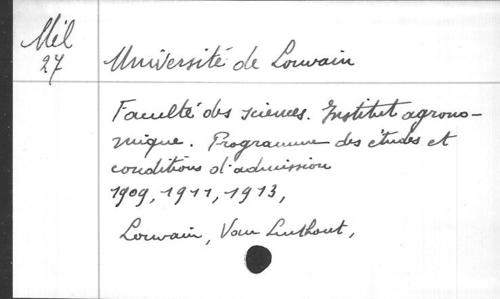 Mél
27
Université de Louvain
Faculté des sciences. Institut agrono-
mique. Programme des études et
conditions d'admission
1909, 1911, 1913,
Louvain, Van Linthout,